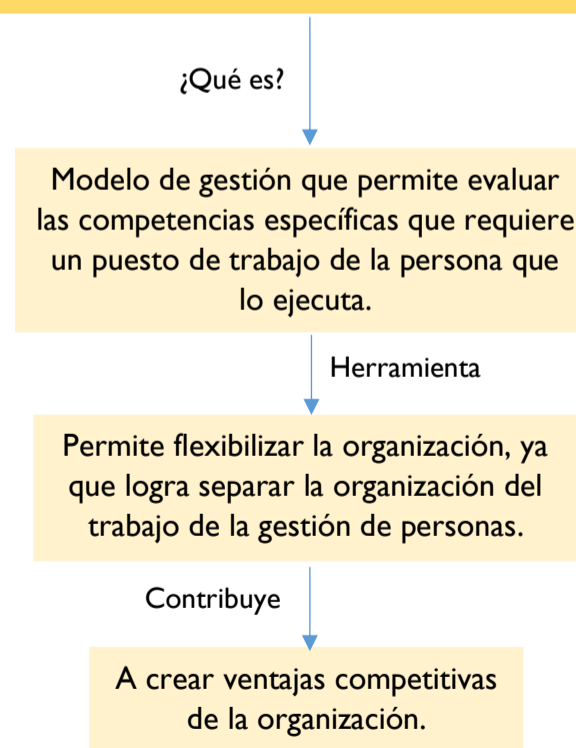 ¿Qué es?
Modelo de gestión que permite evaluar
las competencias específicas que requiere
un puesto de trabajo de la persona que
lo ejecuta.
Herramienta
Permite flexibilizar la organización, ya
que logra separar la organización del
trabajo de la gestión de personas.
Contribuye
A crear ventajas competitivas
de la organización.